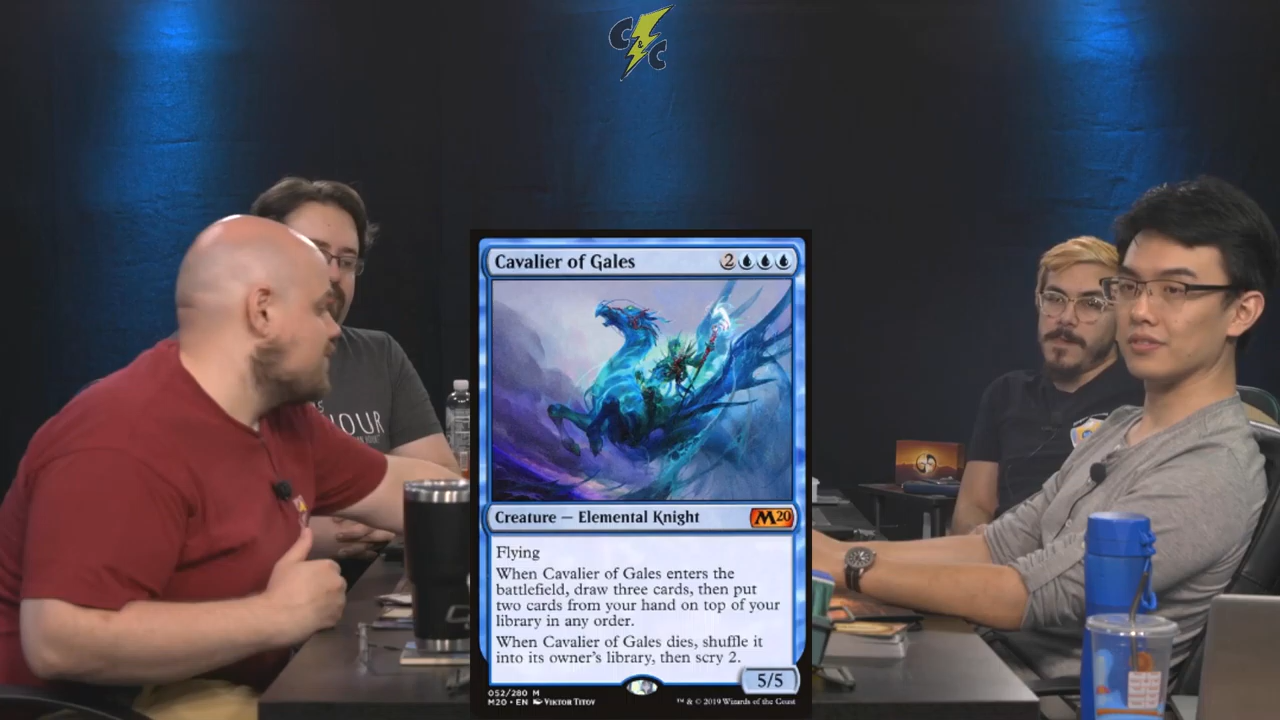 C&C
OUR
Cavalier of Gales 2
Creature — Elemental Knight M20
Flying
When Cavalier of Gales enters the
battlefield, draw three cards, then put
two cards from your hand on top of your
library in any order.
When Cavalier of Gales dies, shuffle it
into its owner's library, then scry 2.
5/5
052/280 M
M20 • EN VIKTOR TITOV
™ & © 2019 Wizards of the Coast